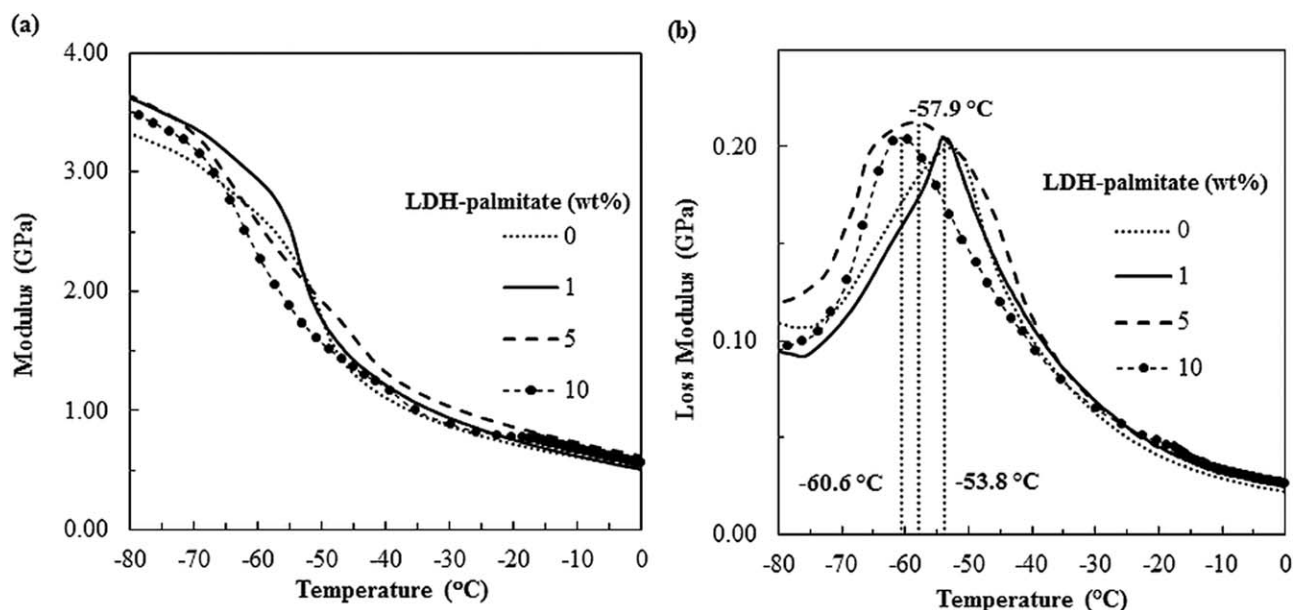 (a)
4.00
3.00
2.00
1.00
0.00
Modulus (GPa)
-80 -70 -60 -50 -40 -30 -20 -10 0
Temperature (°C)
LDH-palmitate (wt%)
0
1
5
10
(b)
0.20
0.10
0.00
Loss Modulus (GPa)
-80 -70 -60 -50 -40 -30 -20 -10 0
Temperature (°C)
-57.9 °C
LDH-palmitate (wt%)
0
1
5
10
-60.6 °C
-53.8 °C